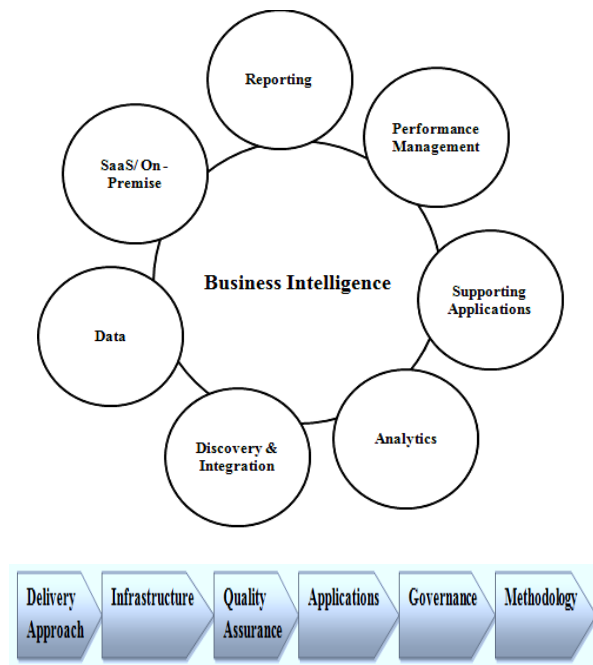 Reporting
Performance
Management
SaaS/ On -
Premise
Business Intelligence
Supporting
Applications
Data
Analytics
Discovery &
Integration
Delivery
Approach
Infrastructure
Quality
Assurance
Applications
Governance
Methodology